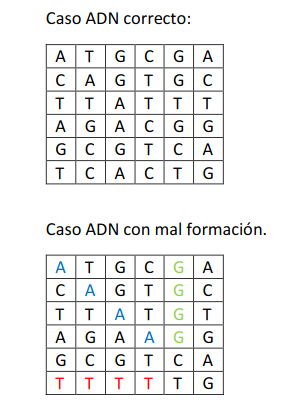 Caso ADN correcto:
A T G C G A
C A G T G C
T T A T T T
A G A C G G
G C G T C A
T C A C T G
Caso ADN con mal formación.
A T G C G A
C A G T G C
T T A T G T
A G A A G G
G C G T C A
T T T T T G